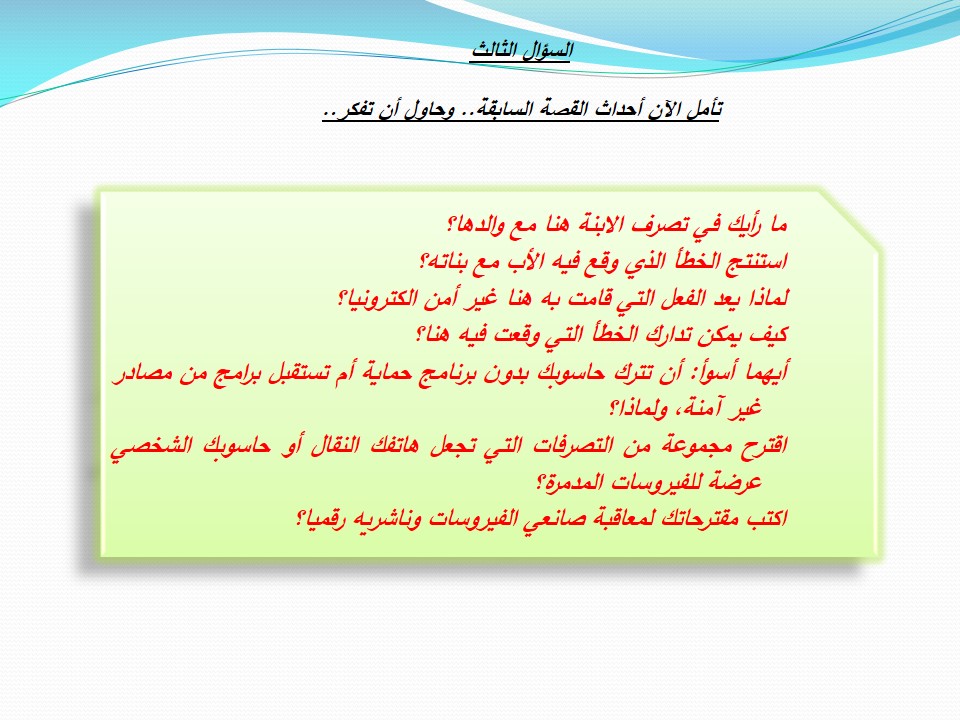 السؤال الثالث
تأمل الآن أحداث القصة السابقة.. وحاول أن تفكر..
ما رأيك في تصرف الابنة هنا مع والدها؟
استنتج الخطأ الذي وقع فيه الأب مع بناته؟
لماذا يعد الفعل التي قامت به هنا غير أمن الكترونيا؟
كيف يمكن تدارك الخطأ التي وقعت فيه هنا؟
أيهما أسوأ: أن تترك حاسوبك بدون برنامج حماية أم تستقبل برامج من مصادر
غير آمنة، ولماذا؟
اقترح مجموعة من التصرفات التي تجعل هاتفك النقال أو حاسوبك الشخصي
عرضة للفيروسات المدمرة؟
اكتب مقترحاتك لمعاقبة صانعي الفيروسات وناشريه رقميا؟